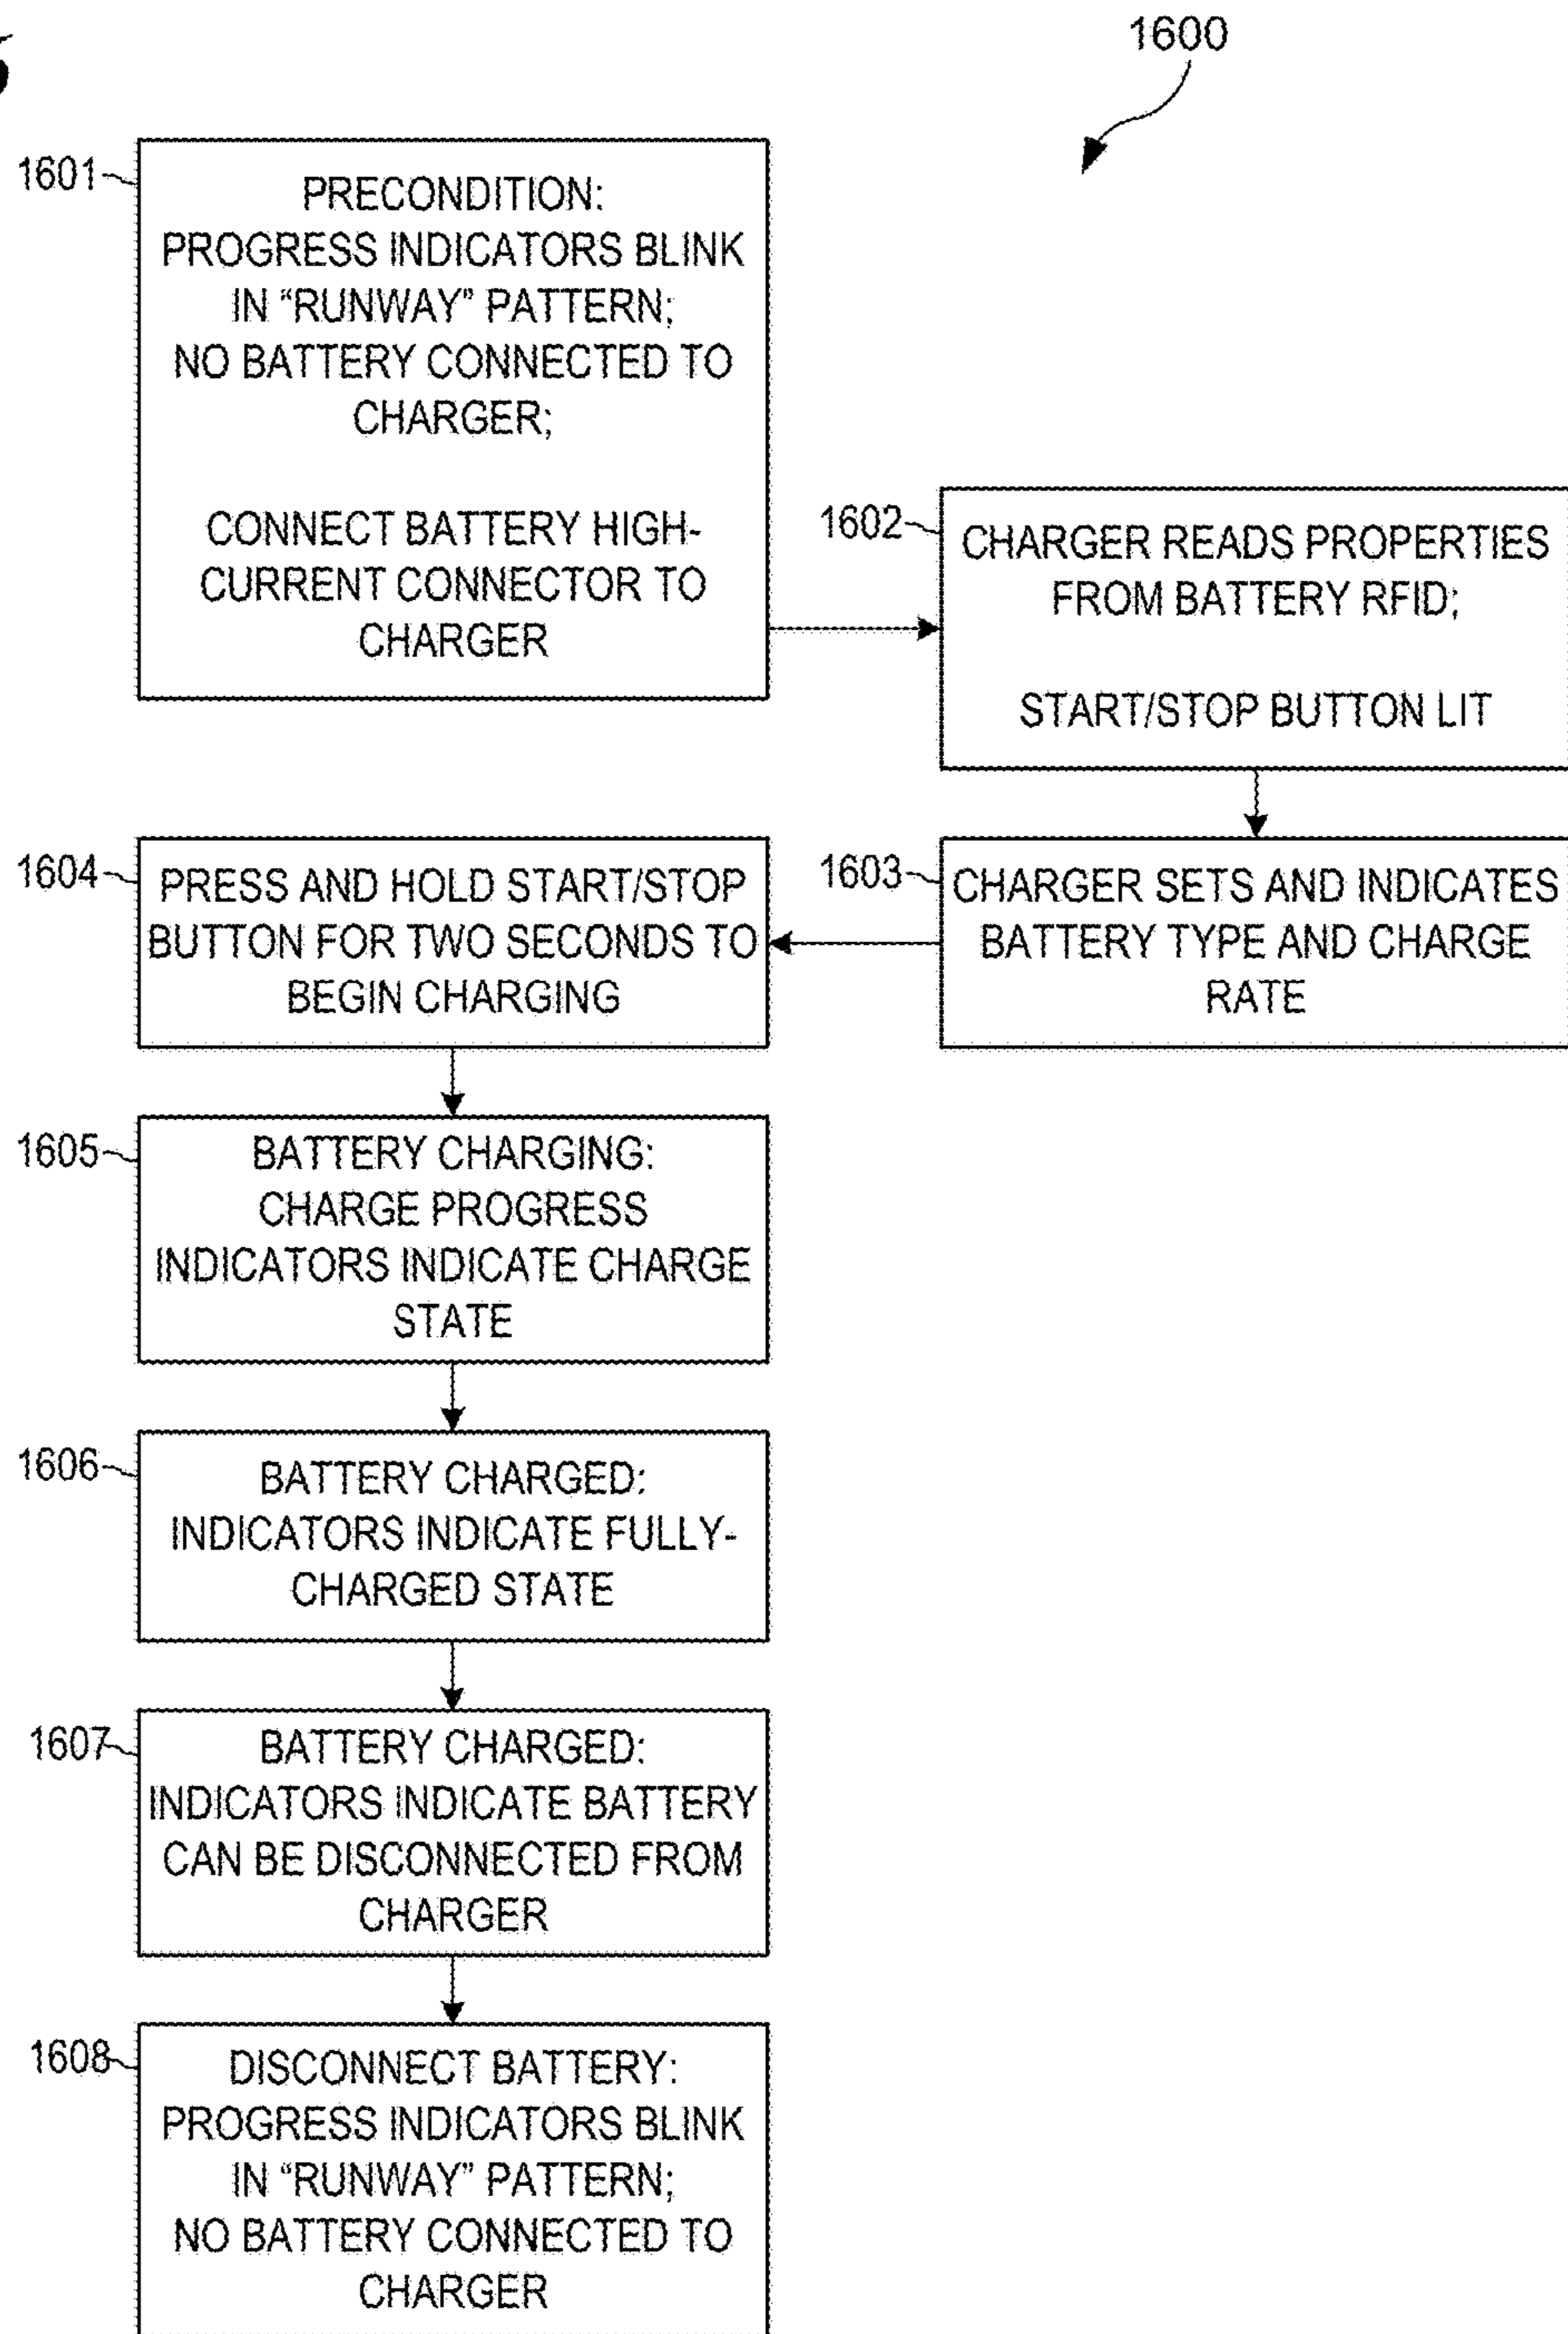 1600
1601
PRECONDITION:
PROGRESS INDICATORS BLINK
IN “RUNWAY” PATTERN;
NO BATTERY CONNECTED TO
CHARGER;
CONNECT BATTERY HIGH-
CURRENT CONNECTOR TO
CHARGER
1602
CHARGER READS PROPERTIES
FROM BATTERY RFID;
START/STOP BUTTON LIT
1603
CHARGER SETS AND INDICATES
BATTERY TYPE AND CHARGE
RATE
1604
PRESS AND HOLD START/STOP
BUTTON FOR TWO SECONDS TO
BEGIN CHARGING
1605
BATTERY CHARGING:
CHARGE PROGRESS
INDICATORS INDICATE CHARGE
STATE
1606
BATTERY CHARGED:
INDICATORS INDICATE FULLY-
CHARGED STATE
1607
BATTERY CHARGED:
INDICATORS INDICATE BATTERY
CAN BE DISCONNECTED FROM
CHARGER
1608
DISCONNECT BATTERY:
PROGRESS INDICATORS BLINK
IN “RUNWAY” PATTERN;
NO BATTERY CONNECTED TO
CHARGER